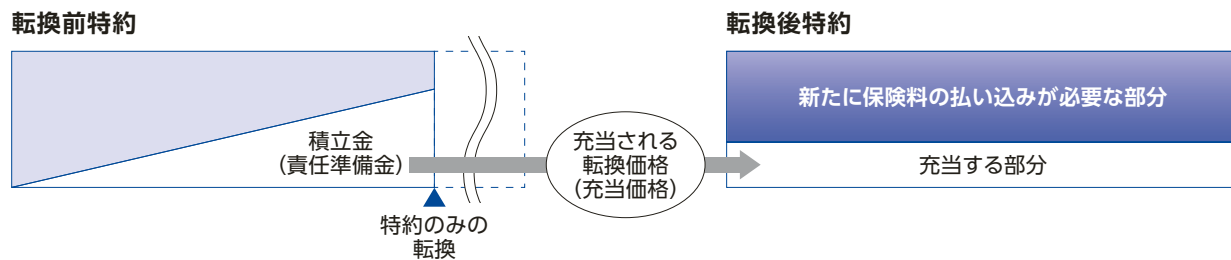 転換前特約
積立金
(責任準備金)
特約のみの
転換
充当される
転換価格
(充当価格)
転換後特約
新たに保険料の払い込みが必要な部分
充当する部分